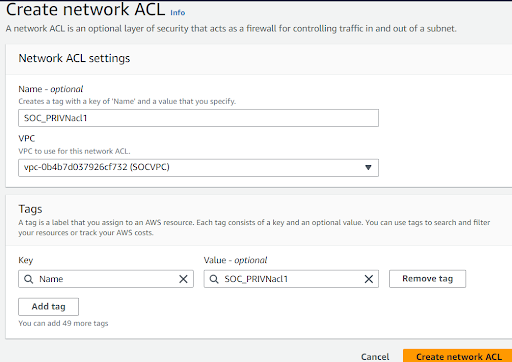 Create network ACL Info
A network ACL is an optional layer of security that acts as a firewall for controlling traffic in and out of a subnet.
Network ACL settings
Name - optional
Creates a tag with a key of 'Name' and a value that you specify.
SOC_PRIVNacl1
VPC
VPC to use for this network ACL.
vpc-0b4b7d037926cf732 (SOCVPC)
Tags
A tag is a label that you assign to an AWS resource. Each tag consists of a key and an optional value. You can use tags to search and filter
your resources or track your AWS costs.
Key Value - optional
Name SOC_PRIVNacl1 Remove tag
Add tag
You can add 49 more tags
Cancel Create network ACL